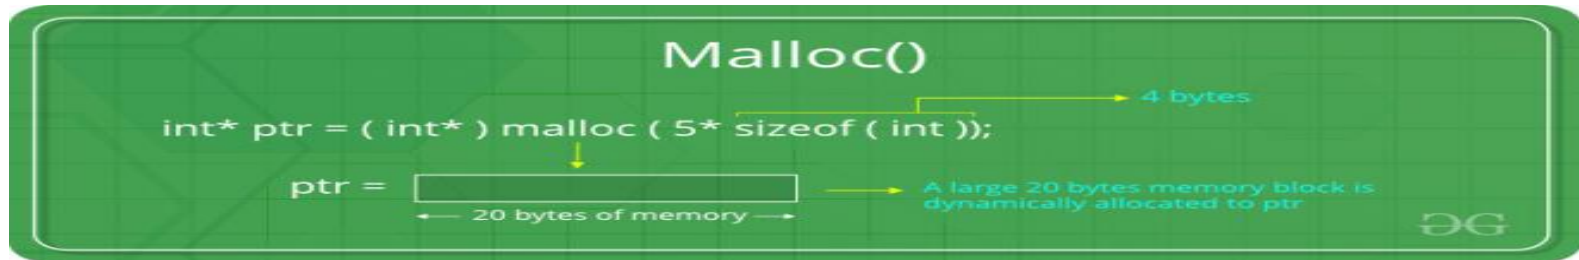 Malloc()
4 bytes
int* ptr = ( int* ) malloc ( 5* sizeof ( int ));
ptr =
A large 20 bytes memory block is
dynamically allocated to ptr
20 bytes of memory